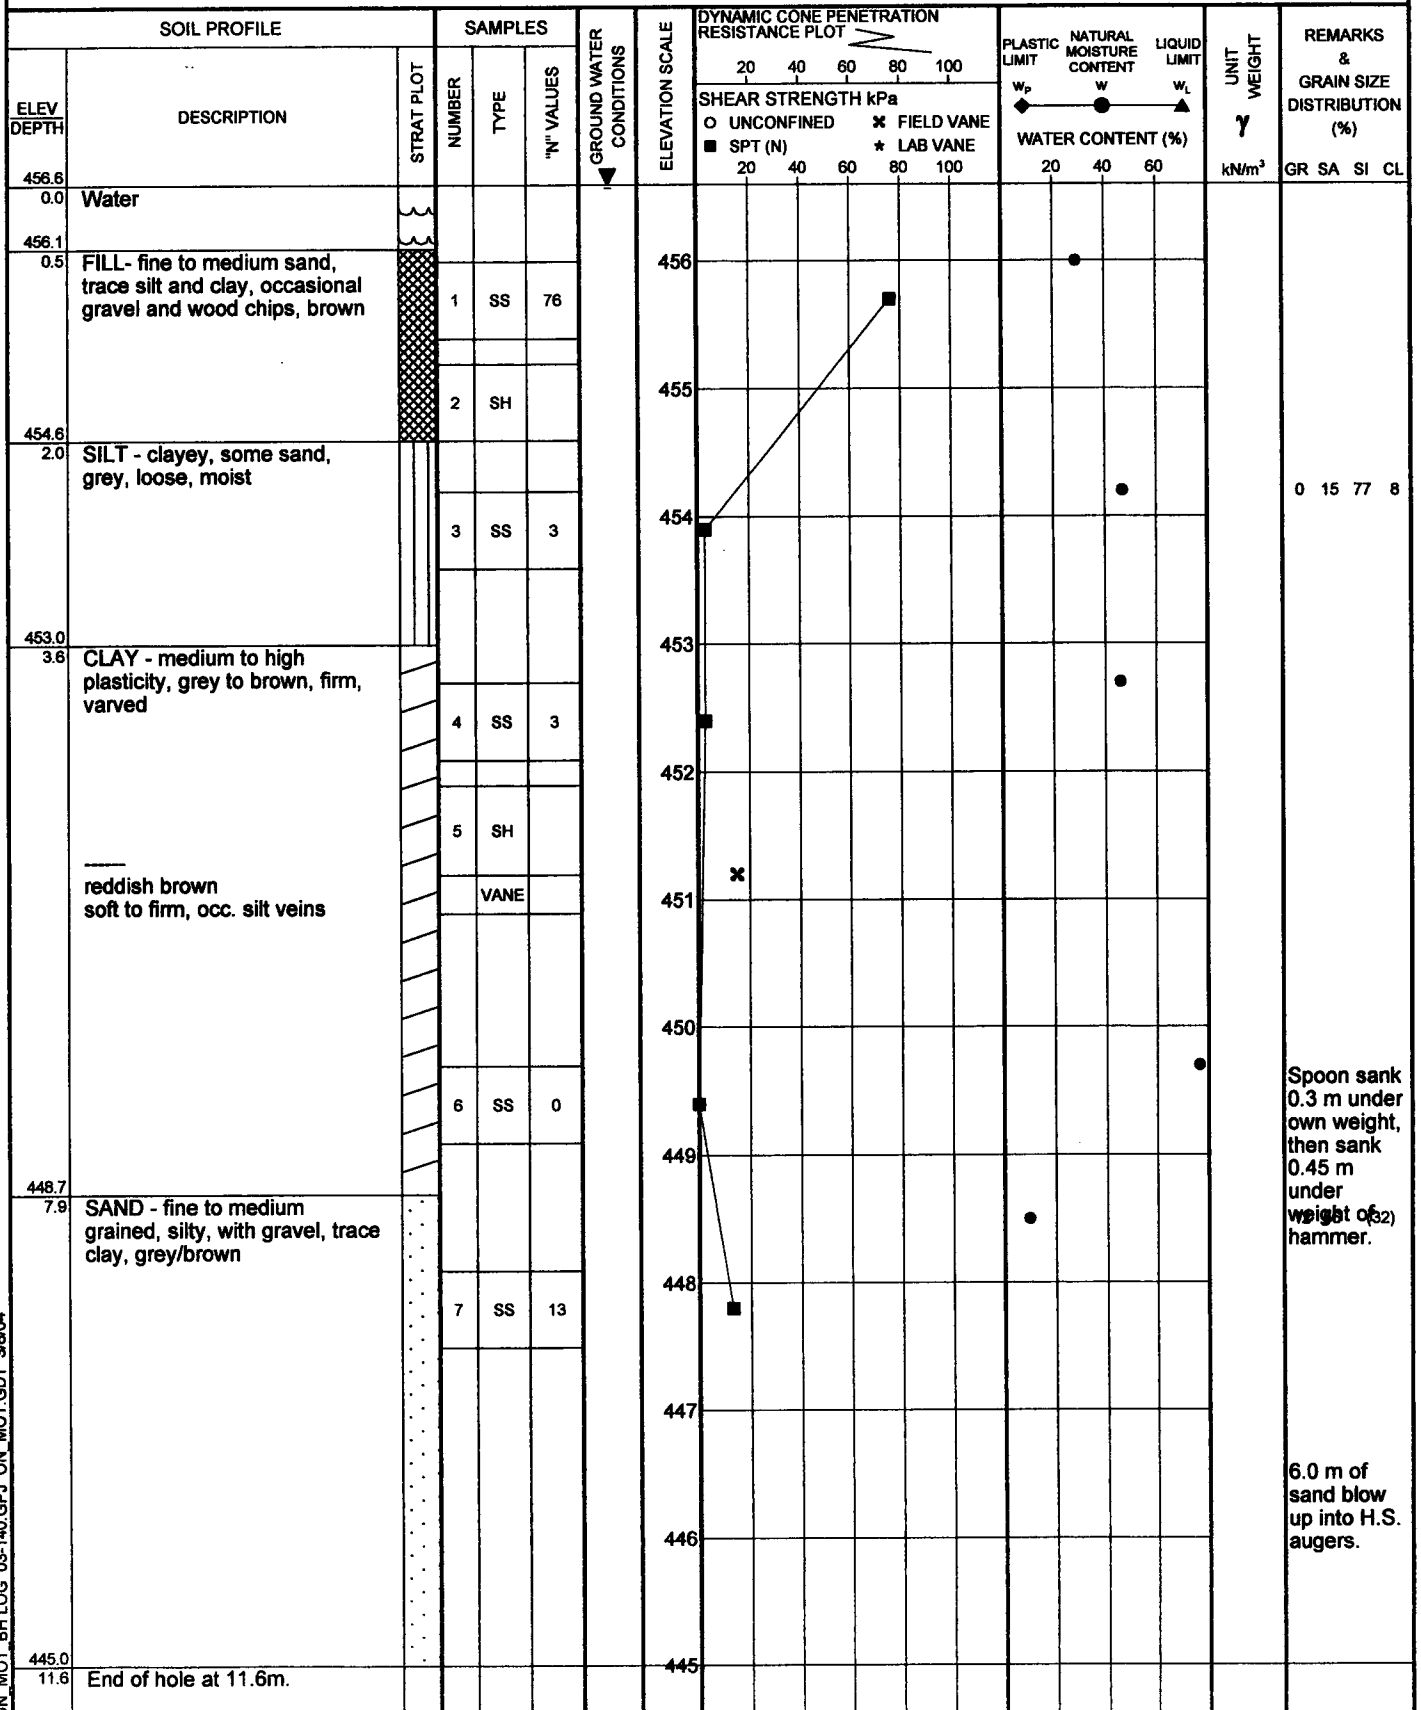 SOIL PROFILE
SAMPLES
GROUND WATER CONDITIONS
ELEVATION SCALE
DYNAMIC CONE PENETRATION
RESISTANCE PLOT
20 40 60 80 100
SHEAR STRENGTH kPa
UNCONFINED
FIELD VANE
SPT (N)
LAB VANE
20 40 60 80 100
PLASTIC LIMIT
NATURAL MOISTURE CONTENT
LIQUID LIMIT
WP W WL
WATER CONTENT (%)
20 40 60
UNIT WEIGHT
γ
kN/m³
REMARKS
&
GRAIN SIZE
DISTRIBUTION
(%)
GR SA SI CL
ELEV
DEPTH
DESCRIPTION
STRAT PLOT
NUMBER
TYPE
"N" VALUES
456.6
0.0 Water
456.1
0.5 FILL- fine to medium sand,
trace silt and clay, occasional
gravel and wood chips, brown
1 SS 76
2 SH
454.6
2.0 SILT - clayey, some sand,
grey, loose, moist
3 SS 3
0 15 77 8
453.0
3.6 CLAY - medium to high
plasticity, grey to brown, firm,
varved
4 SS 3
5 SH
reddish brown
soft to firm, occ. silt veins
VANE
6 SS 0
Spoon sank
0.3 m under
own weight,
then sank
0.45 m
under
weight of (32)
hammer.
448.7
7.9 SAND - fine to medium
grained, silty, with gravel, trace
clay, grey/brown
7 SS 13
6.0 m of
sand blow
up into H.S.
augers.
445.0
11.6 End of hole at 11.6m.
456
455
454
453
452
451
450
449
448
447
446
445